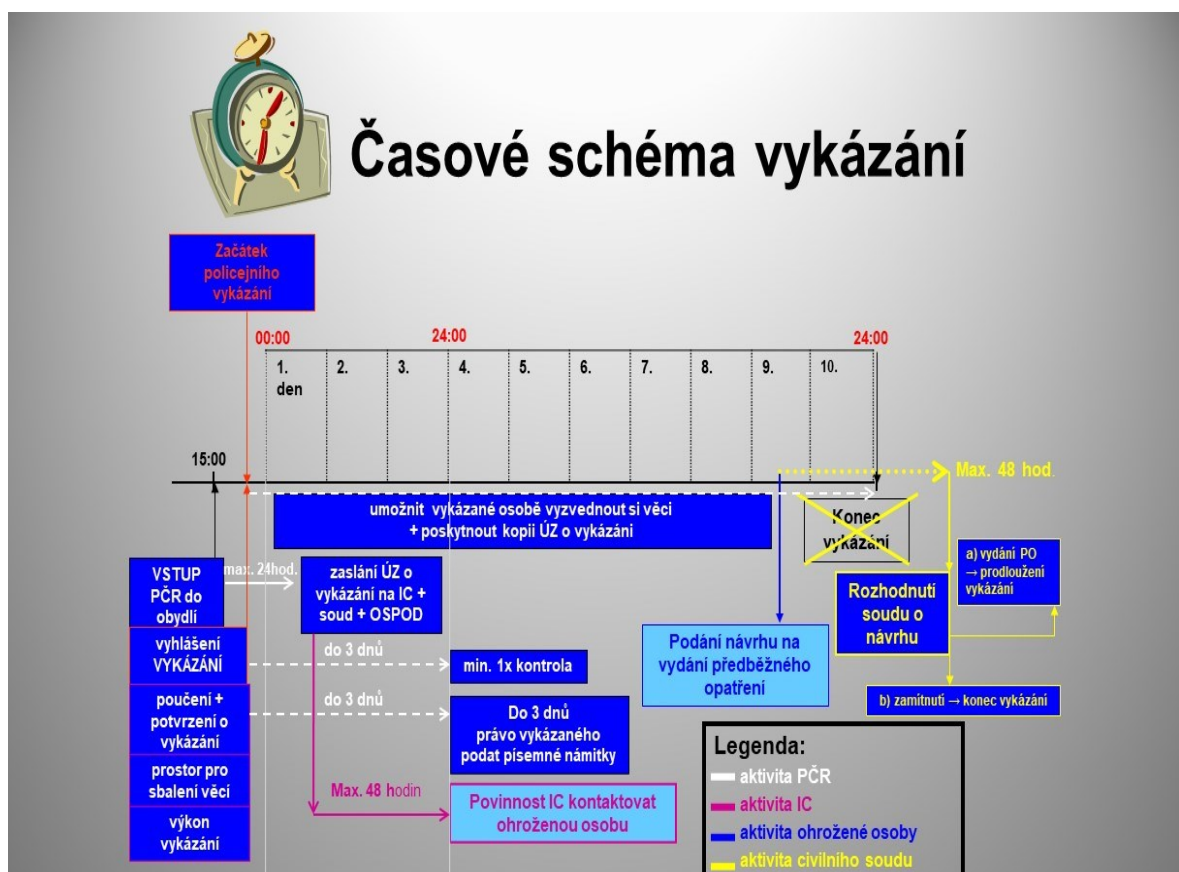 Časové schéma vykázání
Začátek
policejního
vykázání
00:00
24:00
24:00
1.
den
2.
3.
4.
5.
6.
7.
8.
9.
10.
15:00
Max. 48 hod.
umožnit vykázané osobě vyzvednout si věci
+ poskytnout kopii ÚZ o vykázáni
Konec
vykázání
VSTUP
PČR do
obydlí
max. 24hod.
zaslání ÚZ o
vykázání na IC +
soud + OSPOD
a) vydání PO
→ prodloužení
vykázání
Rozhodnutí
soudu o
návrhu
vyhlášení
VYKÁZÁNÍ
do 3 dnů
min. 1x kontrola
Podání návrhu na
vydání předběžného
opatření
b) zamítnutí → konec vykázání
poučení +
potvrzení o
vykázání
do 3 dnů
Do 3 dnů
právo vykázaného
podat písemné námitky
prostor pro
sbalení věcí
Max. 48 hodin
Povinnost IC kontaktovat
ohroženou osobu
výkon
vykázání
Legenda:
aktivita PČR
aktivita IC
aktivita ohrožené osoby
aktivita civilního soudu